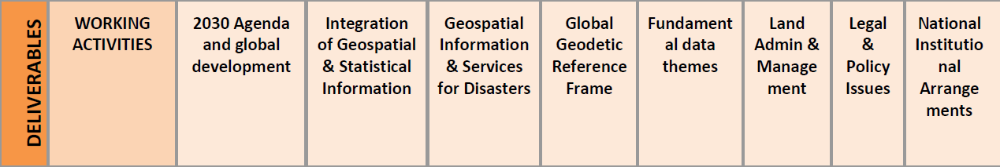 DELIVERABLES
WORKING
ACTIVITIES
2030 Agenda
and global
development
Integration
of Geospatial
& Statistical
Information
Geospatial
Information
& Services
for Disasters
Global
Geodetic
Reference
Frame
Fundament
al data
themes
Land
Admin &
Manage
ment
Legal
&
Policy
Issues
National
Institutio
nal
Arrange
ments